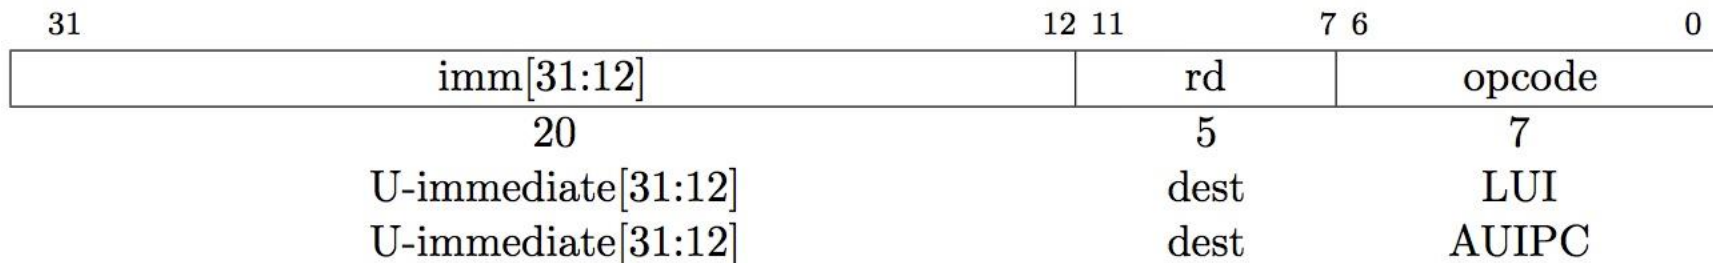 31 12 11 7 6 0
imm[31:12] rd opcode
20 5 7
U-immediate[31:12] dest LUI
U-immediate[31:12] dest AUIPC